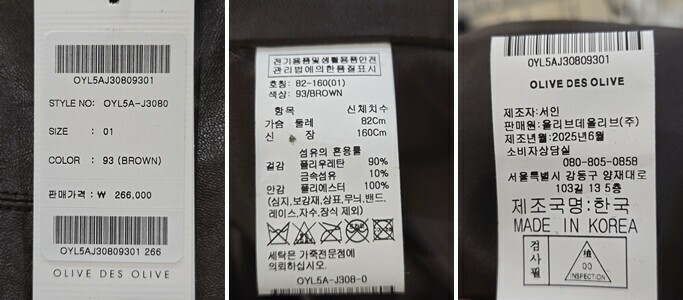 OYL5AJ30809301
STYLE NO: OYL5A-J3080
SIZE : 01
COLOR : 93 (BROWN)
판매가격 : ₩ 266,000
OYL5AJ30809301 266
OLIVE DES OLIVE
전기용품및생활용품안전
관리법에의한품질표시
호칭: 82-160(01)
색상: 93/BROWN
항목 신체치수
가슴 둘레 82Cm
신 장 160Cm
섬유의 혼용률
겉감 폴리우레탄 90%
금속섬유 10%
안감 폴리에스터 100%
(심지,보강재,상표,무늬,밴드,
레이스,자수,장식 제외)
세탁은 가죽전문점에
의뢰하십시오.
OYL5A-J308-0
OYL5AJ30809301
OLIVE DES OLIVE
제조자:서인
판매원:올리브데올리브(주)
제조년월:2025년6월
소비자상담실
080-805-0858
서울특별시 강동구 양재대로
103길 13 5층
제조국명:한국
MADE IN KOREA
검사필
00
INSPECTION